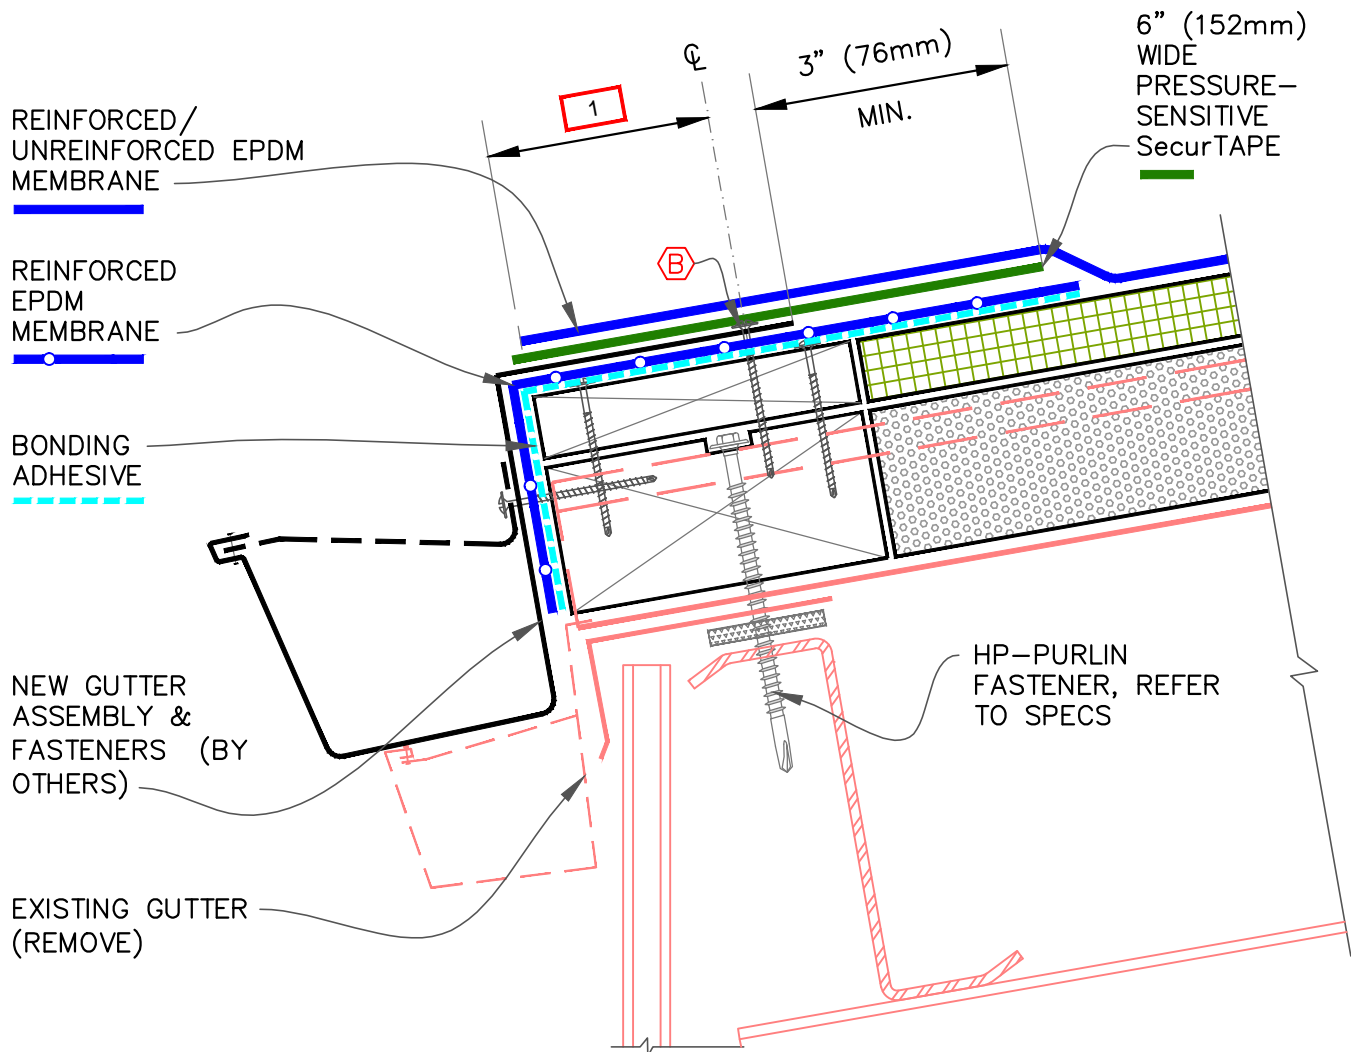 6” (152mm)
WIDE
PRESSURE–
SENSITIVE
SecurTAPE
℄
3” (76mm)
MIN.
1
REINFORCED/
UNREINFORCED EPDM
MEMBRANE
B
REINFORCED
EPDM
MEMBRANE
BONDING
ADHESIVE
HP–PURLIN
FASTENER, REFER
TO SPECS
NEW GUTTER
ASSEMBLY &
FASTENERS (BY
OTHERS)
EXISTING GUTTER
(REMOVE)